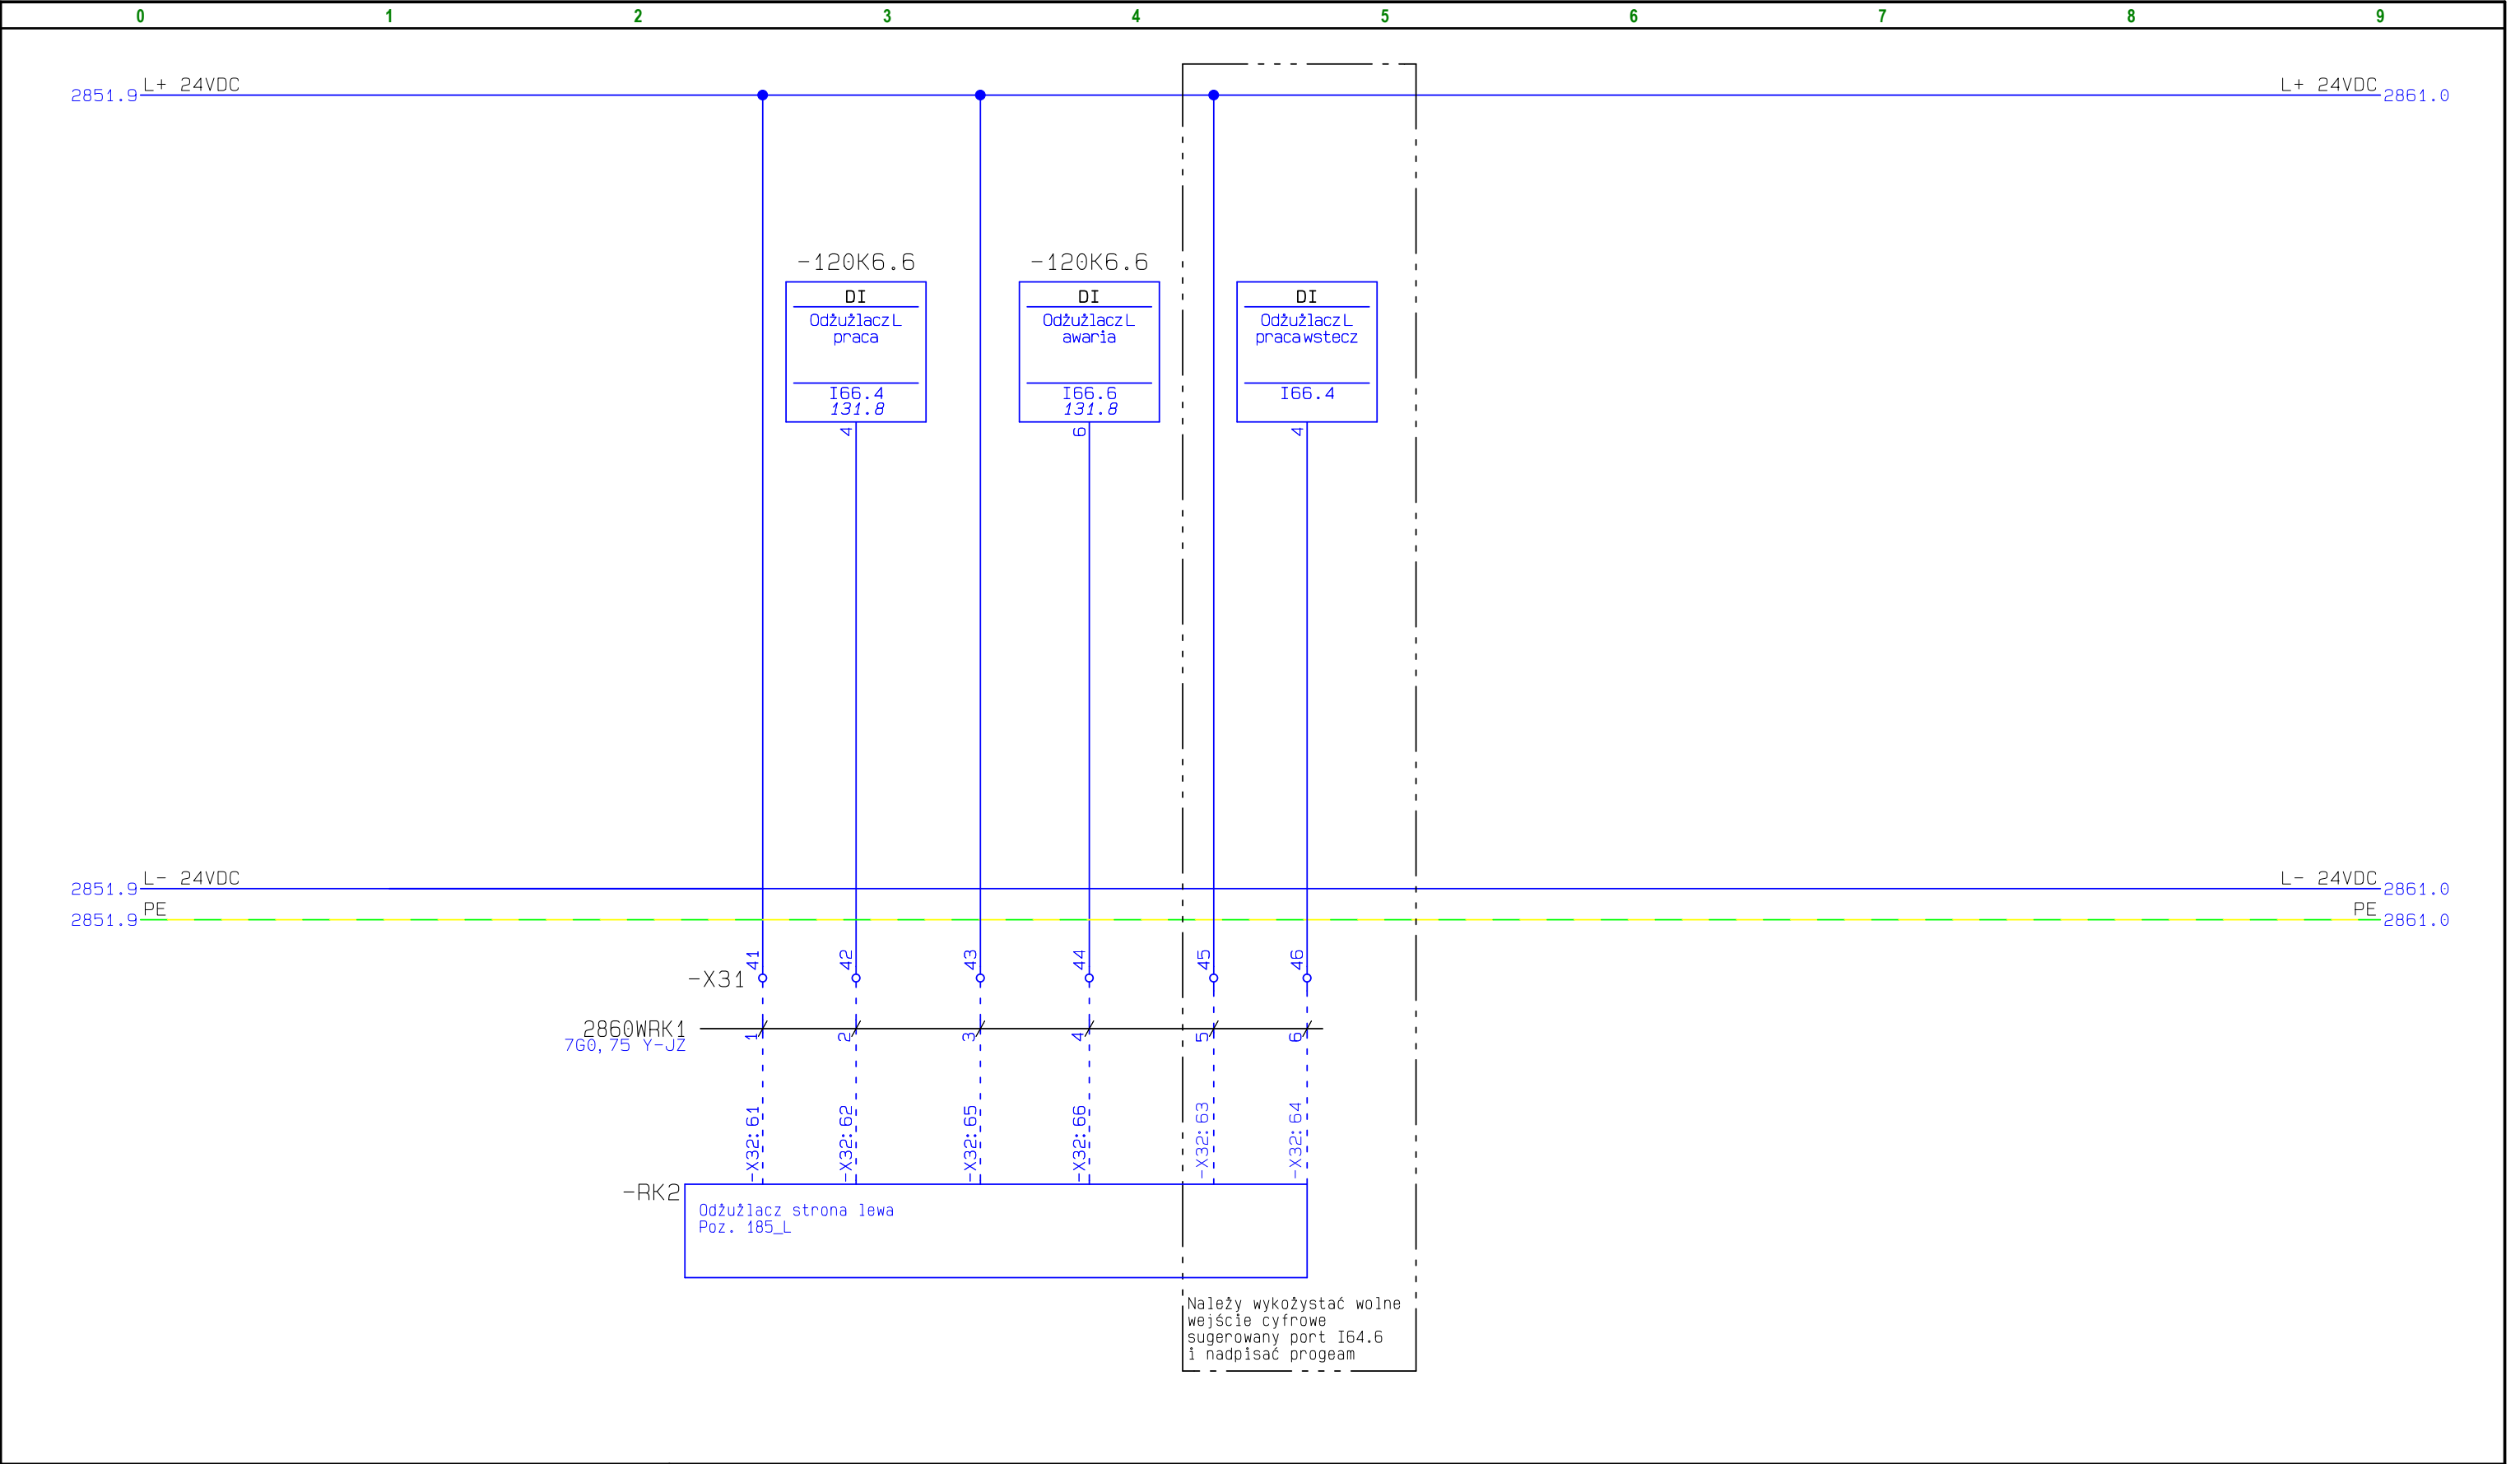 0 1 2 3 4 5 6 7 8 9
L+ 24VDC L+ 24VDC
2851.9 2861.0
-120K6.6 -120K6.6
DI DI DI
Odżużlacz L Odżużlacz L Odżużlacz L
praca awaria praca wstecz
I66.4 I66.6 I66.4
131.8 131.8
4 6 4
L- 24VDC L- 24VDC
2851.9 2861.0
PE PE
2851.9 2861.0
41 42 43 44 45 46
-X31
2860WRK1
1 2 3 4 5 6
7G0,75 Y-JZ
-X32:61 -X32:62 -X32:65 -X32:66 -X32:63 -X32:64
-RK2
Odżużlacz strona lewa
Poz. 185_L
Należy wykożystać wolne
wejście cyfrowe
sugerowany port I64.6
i nadpisać progeam